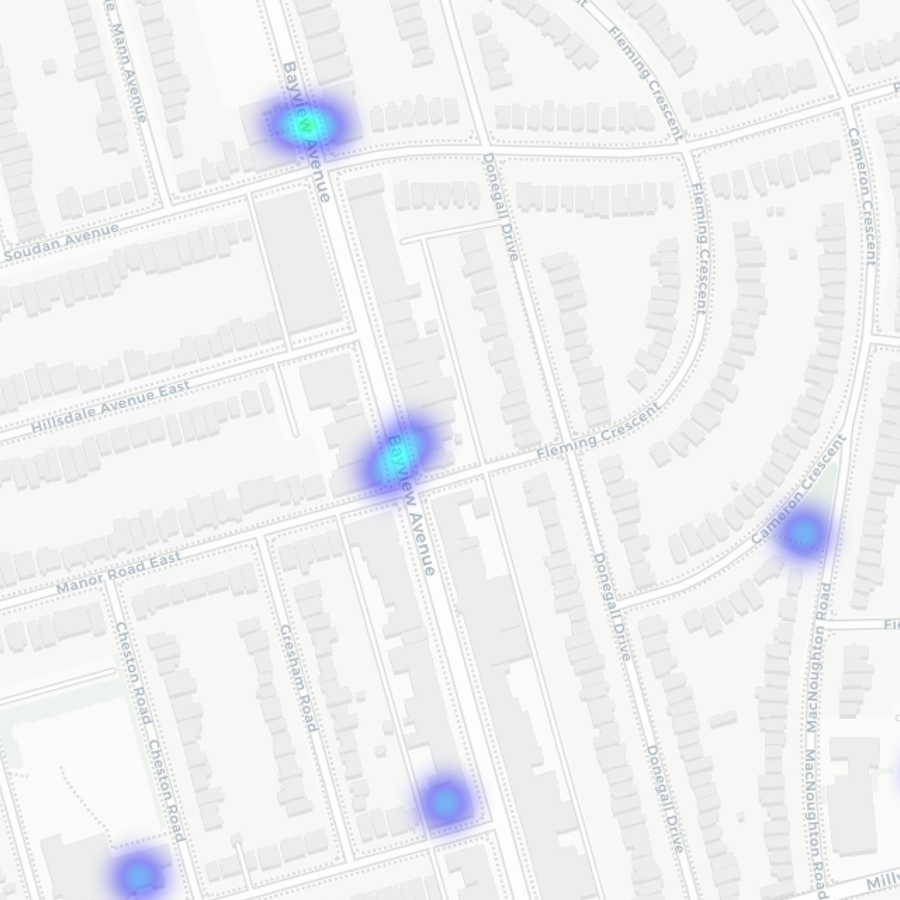 Mann Avenue
Bayview Avenue
Fleming Crescent
Cameron Crescent
Donegall Drive
Fleming Crescent
Soudan Avenue
Hillsdale Avenue East
Fleming Crescent
Bayview Avenue
Cameron Crescent
Manor Road East
Donegall Drive
Cheston Road
Gresham Road
MacNoughton Road
Cheston Road
Donegall Drive
MacNoughton Road